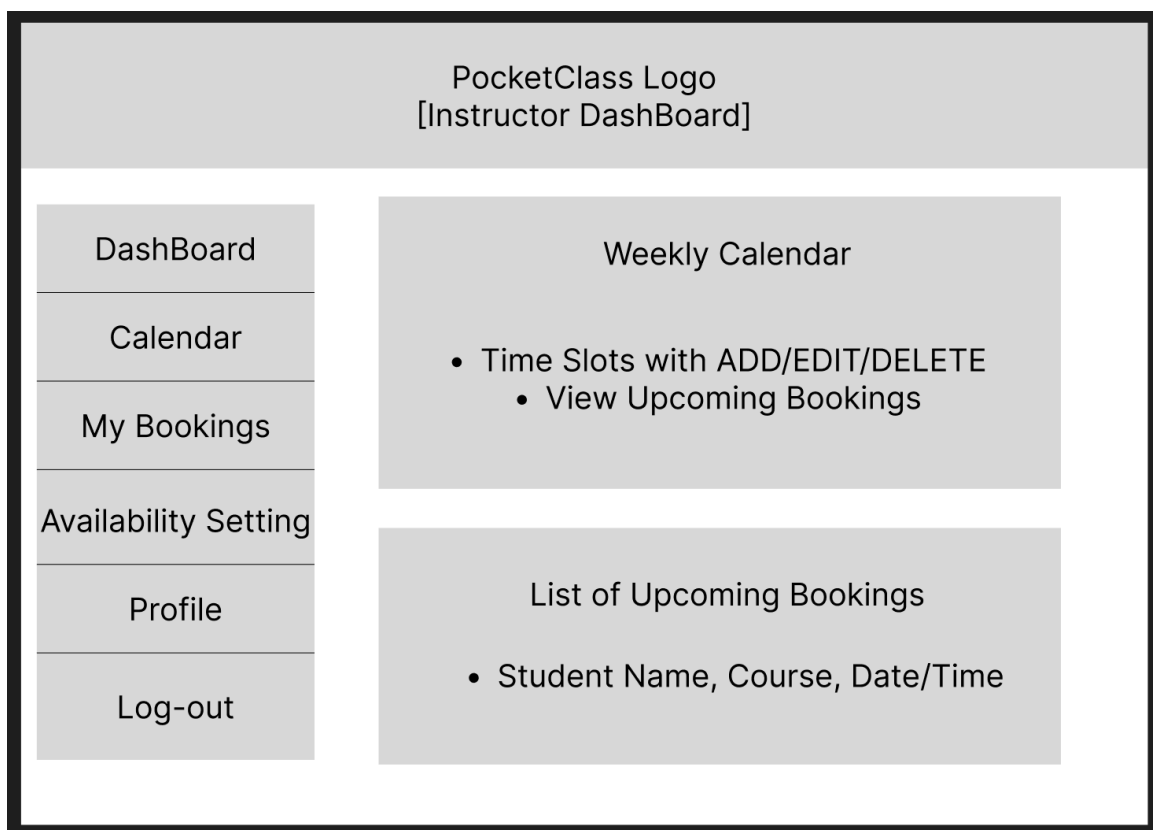 PocketClass Logo
[Instructor DashBoard]
DashBoard
Calendar
My Bookings
Availability Setting
Profile
Log-out
Weekly Calendar
• Time Slots with ADD/EDIT/DELETE
• View Upcoming Bookings
List of Upcoming Bookings
• Student Name, Course, Date/Time